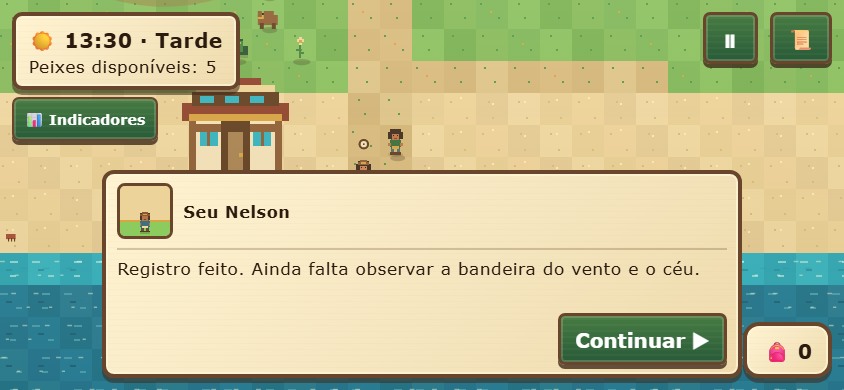 13:30 · Tarde
Peixes disponíveis: 5
Indicadores
Seu Nelson
Registro feito. Ainda falta observar a bandeira do vento e o céu.
Continuar ▶
0